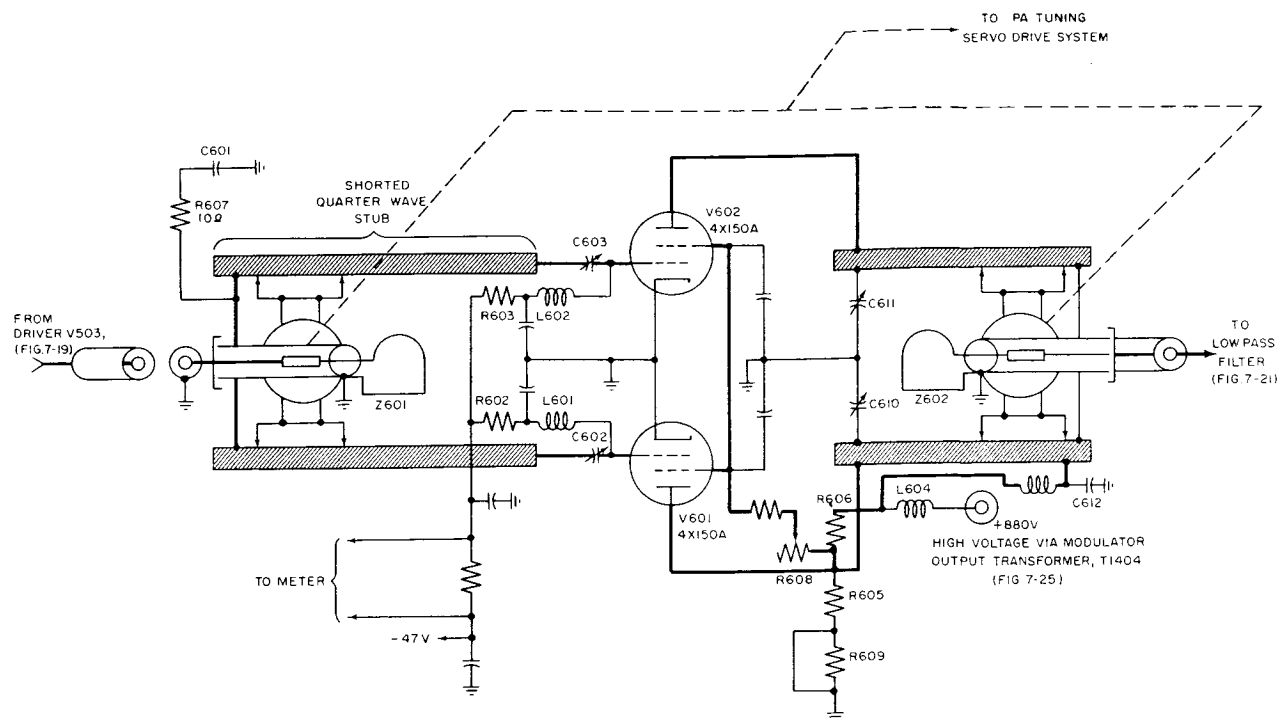 TO PA TUNING
SERVO DRIVE SYSTEM
C601
R607
10Ω
SHORTED
QUARTER WAVE
STUB
C603
V602
4X150A
R603
L602
C611
FROM
DRIVER V503,
(FIG.7-19)
TO
LOW PASS
FILTER
(FIG.7-21)
Z601
R602
L601
C602
Z602
C610
V601
4X150A
R606
L604
C612
+880V
HIGH VOLTAGE VIA MODULATOR
OUTPUT TRANSFORMER, T1404
(FIG 7-25)
R608
TO METER
R605
-47V
R609